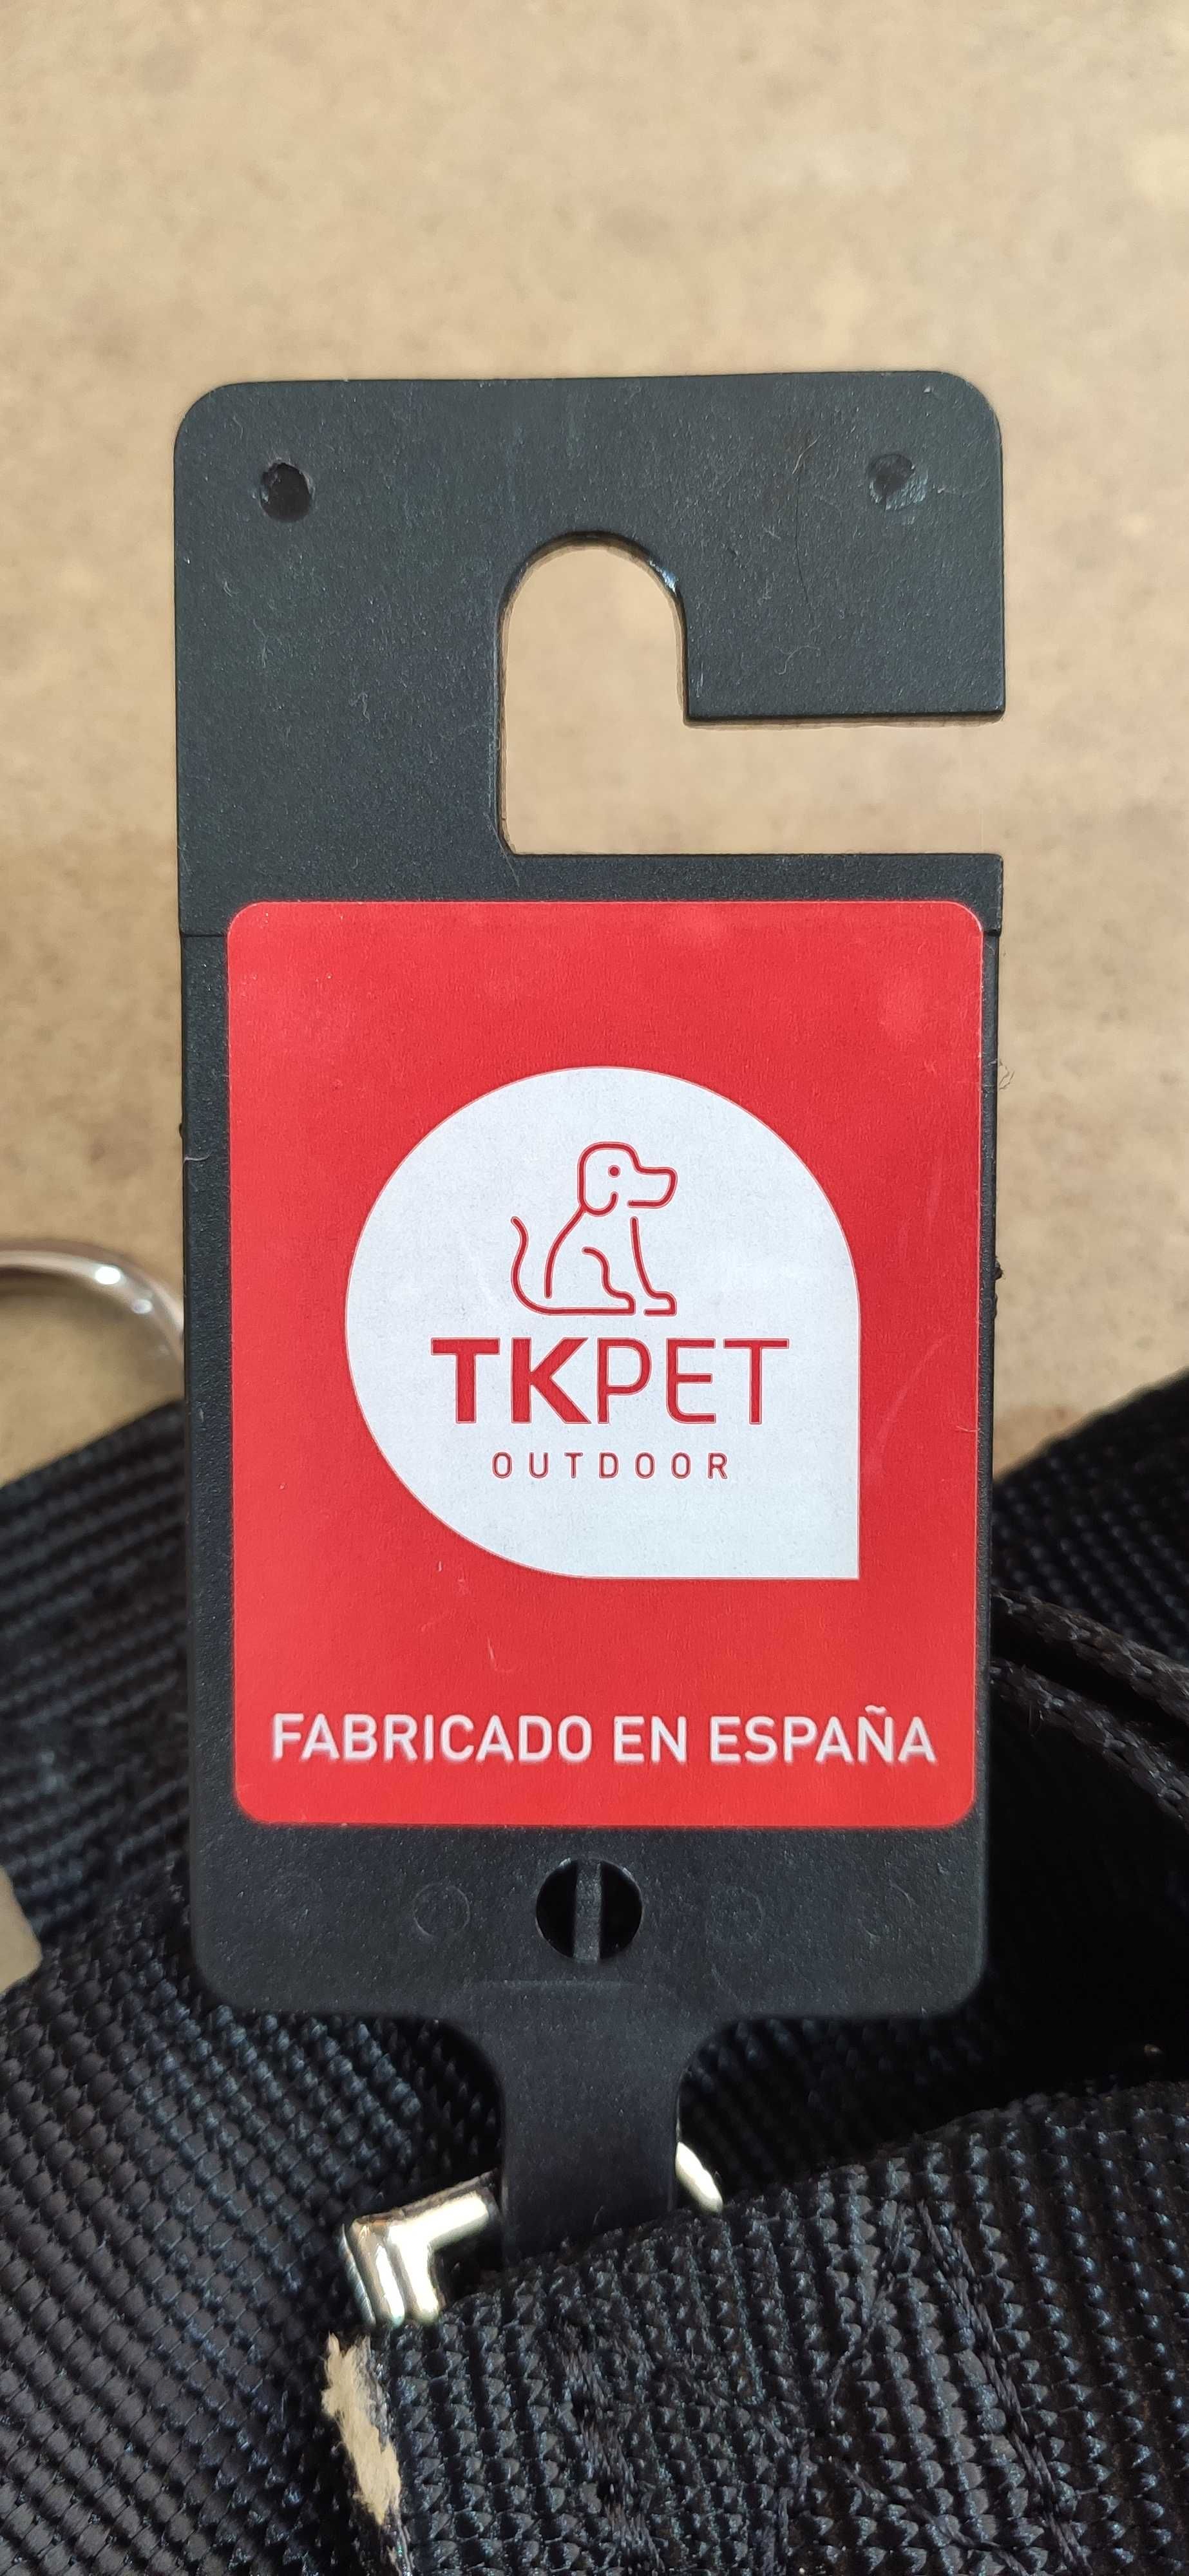 TKPET
OUTDOOR
FABRICADO EN ESPAÑA